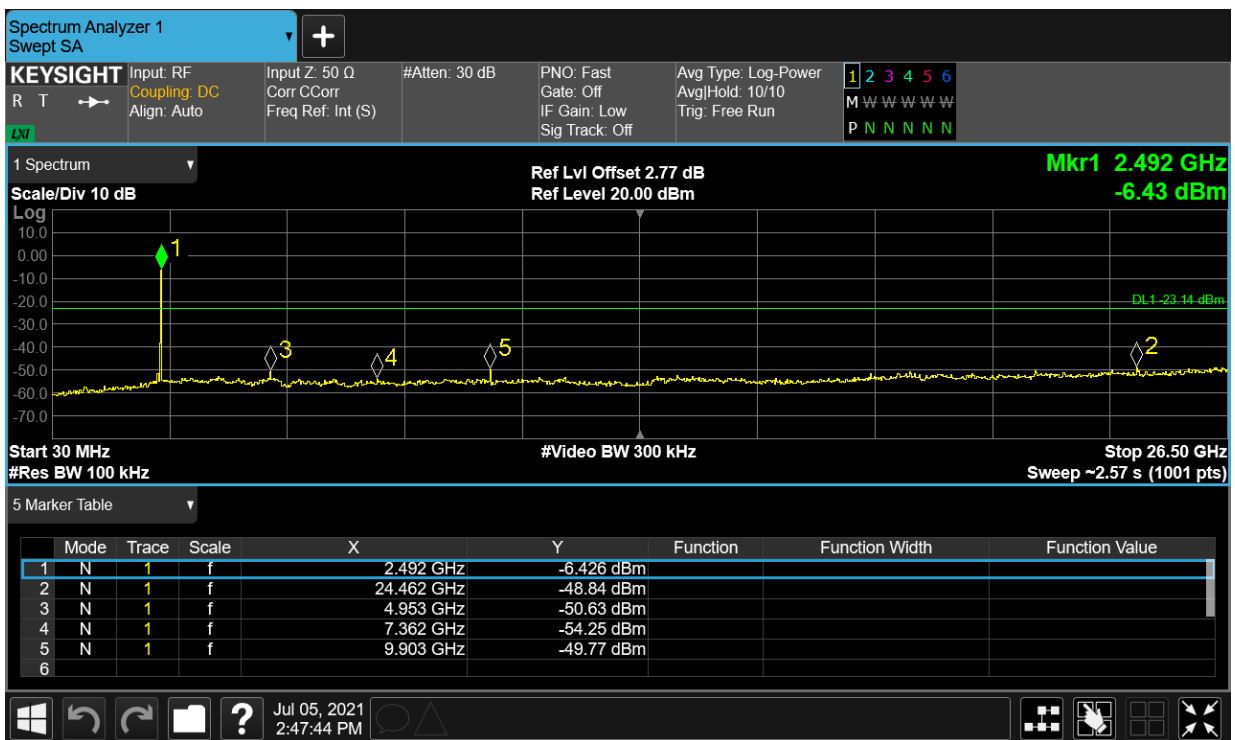 Spectrum Analyzer 1
Swept SA
KEYSIGHT
R T
LXI
Input: RF
Coupling: DC
Align: Auto
Input Z: 50 Ω
Corr CCorr
Freq Ref: Int (S)
#Atten: 30 dB
PNO: Fast
Gate: Off
IF Gain: Low
Sig Track: Off
Avg Type: Log-Power
Avg|Hold: 10/10
Trig: Free Run
1 2 3 4 5 6
M W W W W W
P N N N N N
1 Spectrum
Scale/Div 10 dB
Ref Lvl Offset 2.77 dB
Ref Level 20.00 dBm
Mkr1 2.492 GHz
-6.43 dBm
Log
10.0
0.00
-10.0
-20.0
-30.0
-40.0
-50.0
-60.0
-70.0
1
3
4
5
2
DL1 -23.14 dBm
Start 30 MHz
#Video BW 300 kHz
Stop 26.50 GHz
#Res BW 100 kHz
Sweep ~2.57 s (1001 pts)
5 Marker Table
Mode Trace Scale X Y Function Function Width Function Value
1 N 1 f 2.492 GHz -6.426 dBm
2 N 1 f 24.462 GHz -48.84 dBm
3 N 1 f 4.953 GHz -50.63 dBm
4 N 1 f 7.362 GHz -54.25 dBm
5 N 1 f 9.903 GHz -49.77 dBm
6
?
Jul 05, 2021
2:47:44 PM